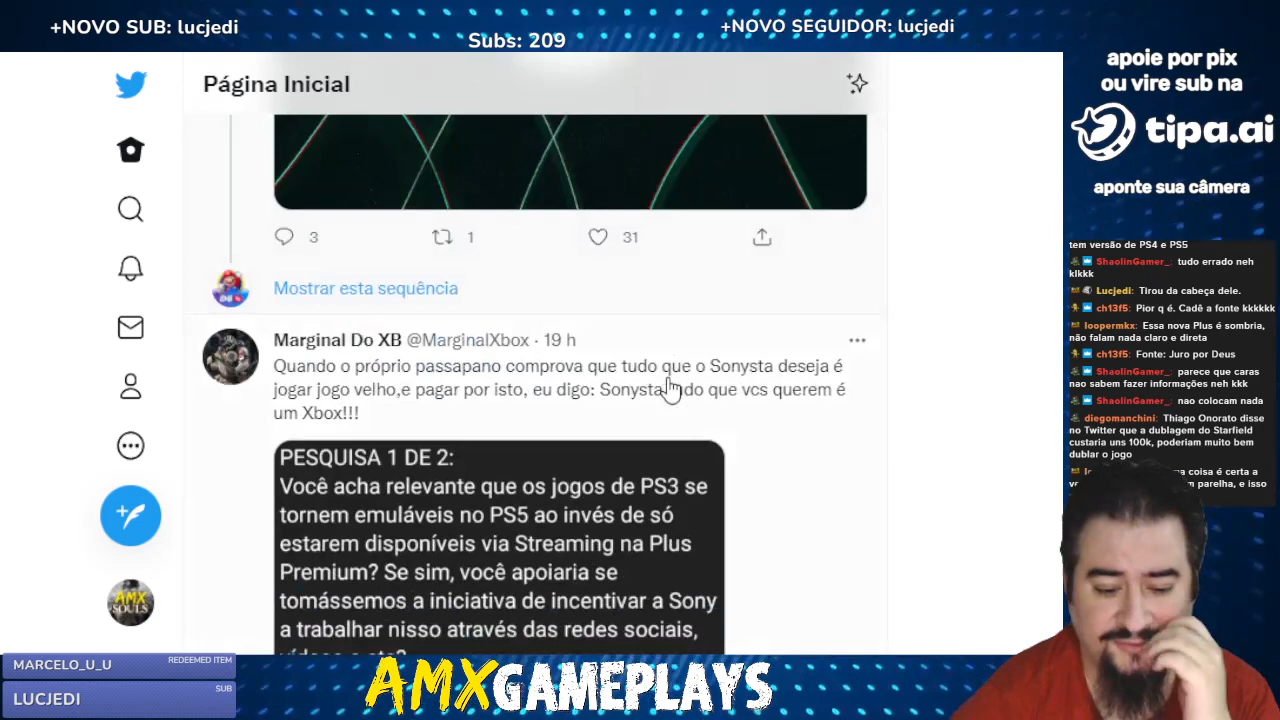 +NOVO SUB: lucjedi
Subs: 209
+NOVO SEGUIDOR: lucjedi
Página Inicial
3
1
31
Mostrar esta sequência
Marginal Do XB @MarginalXbox · 19 h
Quando o próprio passapano comprova que tudo que o Sonysta deseja é
jogar jogo velho,e pagar por isto, eu digo: Sonysta que vcs querem é
um Xbox!!!
PESQUISA 1 DE 2:
Você acha relevante que os jogos de PS3 se
tornem emuláveis no PS5 ao invés de só
estarem disponíveis via Streaming na Plus
Premium? Se sim, você apoiaria se
tomássemos a iniciativa de incentivar a Sony
a trabalhar nisso através das redes sociais,
apoie por pix
ou vire sub na
tipa.ai
aponte sua câmera
tem versão de PS4 e PS5
ShaolinGamer_: tudo errado neh
klkkk
Lucjedi: Tirou da cabeça dele.
ch13f5: Pior q é. Cadê a fonte kkkkkk
loopermkx: Essa nova Plus é sombria,
não falam nada claro e direta
ch13f5: Fonte: Juro por Deus
ShaolinGamer_: parece que caras
nao sabem fazer informações neh kkk
ShaolinGamer_: nao colocam nada
diegomanchini: Thiago Onorato disse
no Twitter que a dublagem do Starfield
custaria uns 100k, poderiam muito bem
dublar o jogo
coisa é certa a
parelha, e isso
MARCELO_U_U
REDEEMED ITEM
LUCJEDI
SUB
AMXGAMEPLAYS
AMX
SOULS